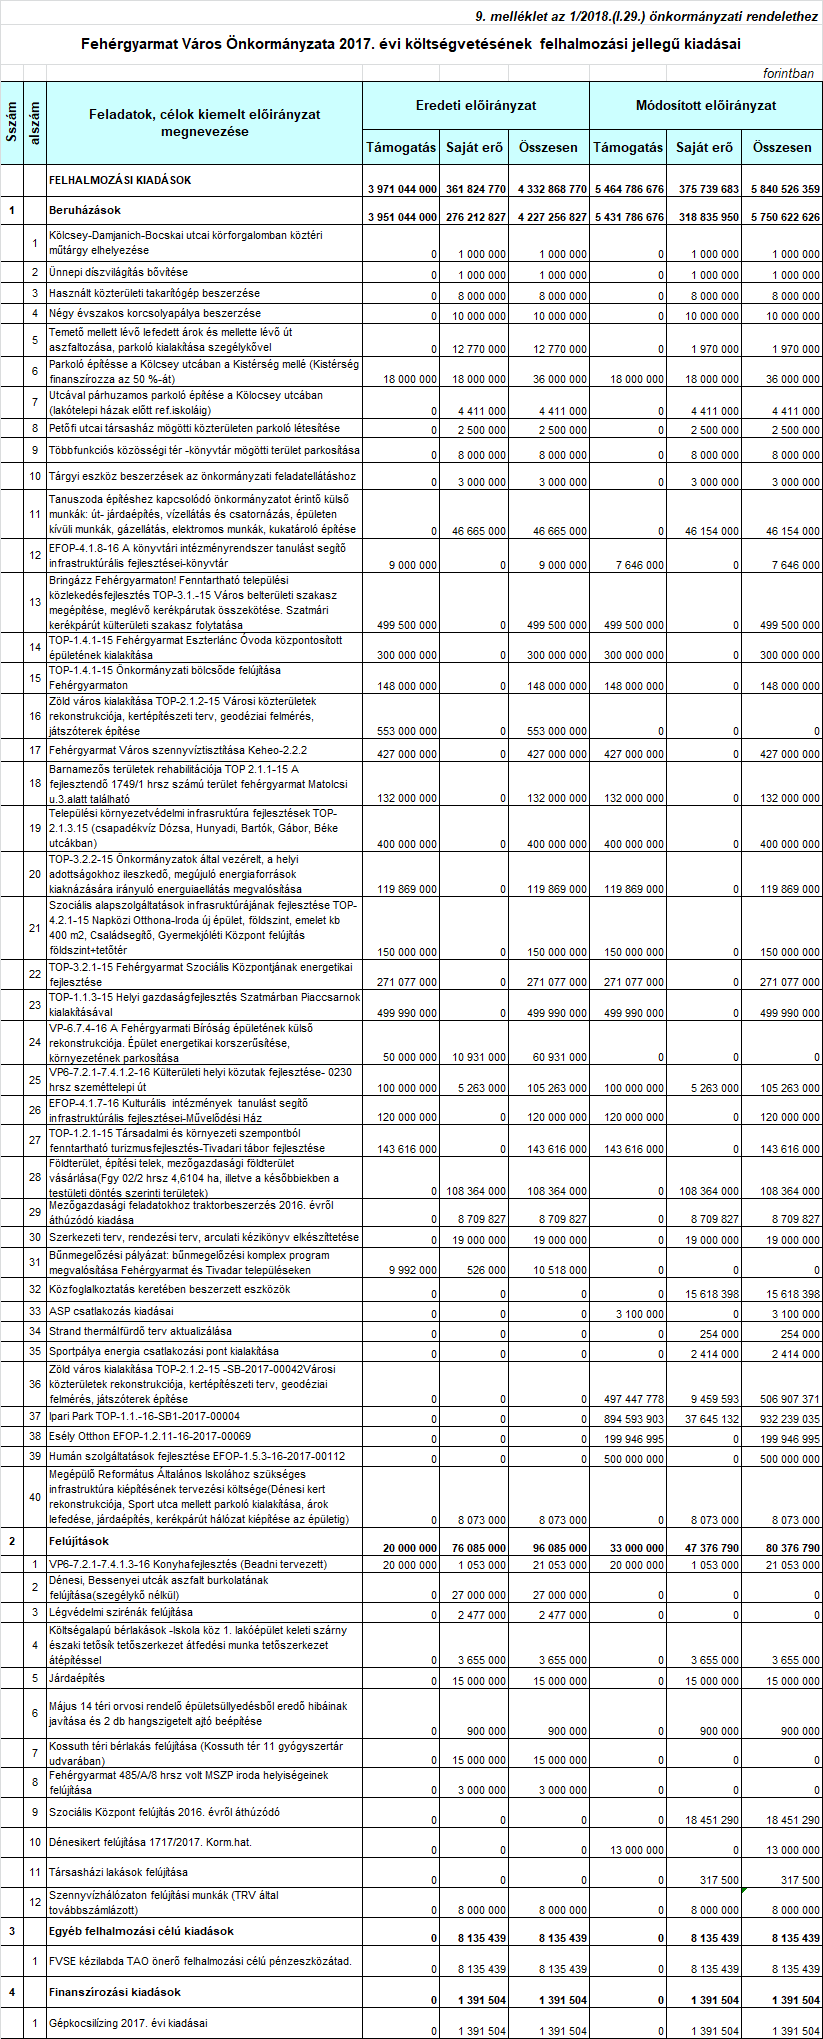 9. melléklet az 1/2018.(I.29.) önkormányzati rendelethez
Fehérgyarmat Város Önkormányzata 2017. évi költségvetésének felhalmozási jellegű kiadásai
forintban
Sszám alszám Feladatok, célok kiemelt előirányzat megnevezése Eredeti előirányzat Módosított előirányzat
Támogatás Saját erő Összesen Támogatás Saját erő Összesen
FELHALMOZÁSI KIADÁSOK 3 971 044 000 361 824 770 4 332 868 770 5 464 786 676 375 739 683 5 840 526 359
1 Beruházások 3 951 044 000 276 212 827 4 227 256 827 5 431 786 676 318 835 950 5 750 622 626
1 Kölcsey-Damjanich-Bocskai utcai körforgalomban köztéri
műtárgy elhelyezése 0 1 000 000 1 000 000 0 1 000 000 1 000 000
2 Ünnepi díszvilágítás bővítése 0 1 000 000 1 000 000 0 1 000 000 1 000 000
3 Használt közterületi takarítógép beszerzése 0 8 000 000 8 000 000 0 8 000 000 8 000 000
4 Négy évszakos korcsolyapálya beszerzése 0 10 000 000 10 000 000 0 10 000 000 10 000 000
5 Temető mellett lévő lefedett árok és mellette lévő út
aszfaltozása, parkoló kialakítása szegélykővel 0 12 770 000 12 770 000 0 1 970 000 1 970 000
6 Parkoló építésse a Kölcsey utcában a Kistérség mellé (Kistérség
finanszírozza az 50 %-át) 18 000 000 18 000 000 36 000 000 18 000 000 18 000 000 36 000 000
7 Utcával párhuzamos parkoló építése a Kölocsey utcában
(lakótelepi házak előtt ref.iskoláig) 0 4 411 000 4 411 000 0 4 411 000 4 411 000
8 Petőfi utcai társasház mögötti közterületen parkoló létesítése 0 2 500 000 2 500 000 0 2 500 000 2 500 000
9 Többfunkciós közösségi tér -könyvtár mögötti terület parkosítása 0 8 000 000 8 000 000 0 8 000 000 8 000 000
10 Tárgyi eszköz beszerzések az önkormányzati feladatellátáshoz 0 3 000 000 3 000 000 0 3 000 000 3 000 000
11 Tanuszoda építéshez kapcsolódó önkormányzatot érintő külső
munkák: út- járdaépítés, vízellátás és csatornázás, épületen
kívüli munkák, gázellátás, elektromos munkák, kukatároló építése 0 46 665 000 46 665 000 0 46 154 000 46 154 000
12 EFOP-4.1.8-16 A könyvtári intézményrendszer tanulást segítő
infrastruktúrális fejlesztései-könyvtár 9 000 000 0 9 000 000 7 646 000 0 7 646 000
13 Bringázz Fehérgyarmaton! Fenntartható települési
közlekedésfejlesztés TOP-3.1.-15 Város belterületi szakasz
megépítése, meglévő kerékpárutak összekötése. Szatmári
kerékpárút külterületi szakasz folytatása 499 500 000 0 499 500 000 499 500 000 0 499 500 000
14 TOP-1.4.1-15 Fehérgyarmat Eszterlánc Óvoda központosított
épületének kialakítása 300 000 000 0 300 000 000 300 000 000 0 300 000 000
15 TOP-1.4.1-15 Önkormányzati bölcsőde felújítása
Fehérgyarmaton 148 000 000 0 148 000 000 148 000 000 0 148 000 000
16 Zöld város kialakítása TOP-2.1.2-15 Városi közterületek
rekonstrukciója, kertépítészeti terv, geodéziai felmérés,
játszóterek építése 553 000 000 0 553 000 000 0 0 0
17 Fehérgyarmat Város szennyvíztisztítása Keheo-2.2.2 427 000 000 0 427 000 000 427 000 000 0 427 000 000
18 Barnamezős területek rehabilitációja TOP 2.1.1-15 A
fejlesztendő 1749/1 hrsz számú terület fehérgyarmat Matolcsi
u.3.alatt található 132 000 000 0 132 000 000 132 000 000 0 132 000 000
19 Települési környezetvédelmi infrasruktúra fejlesztések TOP-
2.1.3.15 (csapadékvíz Dózsa, Hunyadi, Bartók, Gábor, Béke
utcákban) 400 000 000 0 400 000 000 400 000 000 0 400 000 000
20 TOP-3.2.2-15 Önkormányzatok által vezérelt, a helyi
adottságokhoz ileszkedő, megújuló energiaforrások
kiaknázására irányuló energuiaellátás megvalósítása 119 869 000 0 119 869 000 119 869 000 0 119 869 000
21 Szociális alapszolgáltatások infrasruktúrájának fejlesztése TOP-
4.2.1-15 Napközi Otthona-Iroda új épület, földszint, emelet kb
400 m2, Családsegítő, Gyermekjóléti Központ felújítás
földszint+tetőtér 150 000 000 0 150 000 000 150 000 000 0 150 000 000
22 TOP-3.2.1-15 Fehérgyarmat Szociális Központjának energetikai
fejlesztése 271 077 000 0 271 077 000 271 077 000 0 271 077 000
23 TOP-1.1.3-15 Helyi gazdaságfejlesztés Szatmárban Piaccsarnok
kialakításával 499 990 000 0 499 990 000 499 990 000 0 499 990 000
24 VP-6.7.4-16 A Fehérgyarmati Bíróság épületének külső
rekonstrukciója. Épület energetikai korszerűsítése,
környezetének parkosítása 50 000 000 10 931 000 60 931 000 0 0 0
25 VP6-7.2.1-7.4.1.2-16 Külterületi helyi közutak fejlesztése- 0230
hrsz szeméttelepi út 100 000 000 5 263 000 105 263 000 100 000 000 5 263 000 105 263 000
26 EFOP-4.1.7-16 Kulturális intézmények tanulást segítő
infrastruktúrális fejlesztései-Művelődési Ház 120 000 000 0 120 000 000 120 000 000 0 120 000 000
27 TOP-1.2.1-15 Társadalmi és környezeti szempontból
fenntartható turizmusfejlesztés-Tivadari tábor fejlesztése 143 616 000 0 143 616 000 143 616 000 0 143 616 000
28 Földterület, építési telek, mezőgazdasági földterület
vásárlása(Fgy 02/2 hrsz 4,6104 ha, illetve a későbbiekben a
testületi döntés szerinti területek) 0 108 364 000 108 364 000 0 108 364 000 108 364 000
29 Mezőgazdasági feladatokhoz traktorbeszerzés 2016. évről
áthúzódó kiadása 0 8 709 827 8 709 827 0 8 709 827 8 709 827
30 Szerkezeti terv, rendezési terv, arculati kézikönyv elkészíttetése 0 19 000 000 19 000 000 0 19 000 000 19 000 000
31 Bűnmegelőzési pályázat: bűnmegelőzési komplex program
megvalósítása Fehérgyarmat és Tivadar településeken 9 992 000 526 000 10 518 000 0 0 0
32 Közfoglalkoztatás keretében beszerzett eszközök 0 0 0 0 15 618 398 15 618 398
33 ASP csatlakozás kiadásai 0 0 0 3 100 000 0 3 100 000
34 Strand thermálfürdő terv aktualizálása 0 0 0 0 254 000 254 000
35 Sportpálya energia csatlakozási pont kialakítása 0 0 0 0 2 414 000 2 414 000
36 Zöld város kialakítása TOP-2.1.2-15 -SB-2017-00042Városi
közterületek rekonstrukciója, kertépítészeti terv, geodéziai
felmérés, játszóterek építése 0 0 0 497 447 778 9 459 593 506 907 371
37 Ipari Park TOP-1.1.-16-SB1-2017-00004 0 0 0 894 593 903 37 645 132 932 239 035
38 Esély Otthon EFOP-1.2.11-16-2017-00069 0 0 0 199 946 995 0 199 946 995
39 Humán szolgáltatások fejlesztése EFOP-1.5.3-16-2017-00112 0 0 0 500 000 000 0 500 000 000
40 Megépülő Református Általános Iskolához szükséges
infrastruktúra kiépítésének tervezési költsége(Dénesi kert
rekonstrukciója, Sport utca mellett parkoló kialakítása, árok
lefedése, járdaépítés, kerékpárút hálózat kiépítése az épületig) 0 8 073 000 8 073 000 0 8 073 000 8 073 000
2 Felújítások 20 000 000 76 085 000 96 085 000 33 000 000 47 376 790 80 376 790
1 VP6-7.2.1-7.4.1.3-16 Konyhafejlesztés (Beadni tervezett) 20 000 000 1 053 000 21 053 000 20 000 000 1 053 000 21 053 000
2 Dénesi, Bessenyei utcák aszfalt burkolatának
felújítása(szegélykő nélkül) 0 27 000 000 27 000 000 0 0 0
3 Légvédelmi szirénák felújítása 0 2 477 000 2 477 000 0 0 0
4 Költségalapú bérlakások -Iskola köz 1. lakóépület keleti szárny
északi tetősík tetőszerkezet átfedési munka tetőszerkezet
átépítéssel 0 3 655 000 3 655 000 0 3 655 000 3 655 000
5 Járdaépítés 0 15 000 000 15 000 000 0 15 000 000 15 000 000
6 Május 14 téri orvosi rendelő épületsüllyedésből eredő hibáinak
javítása és 2 db hangszigetelt ajtó beépítése 0 900 000 900 000 0 900 000 900 000
7 Kossuth téri bérlakás felújítása (Kossuth tér 11 gyógyszertár
udvarában) 0 15 000 000 15 000 000 0 0 0
8 Fehérgyarmat 485/A/8 hrsz volt MSZP iroda helyiségeinek
felújítása 0 3 000 000 3 000 000 0 0 0
9 Szociális Központ felújítás 2016. évről áthúzódó 0 0 0 0 18 451 290 18 451 290
10 Dénesikert felújítása 1717/2017. Korm.hat. 0 0 0 13 000 000 0 13 000 000
11 Társasházi lakások felújítása 0 0 0 0 317 500 317 500
12 Szennyvízhálózaton felújítási munkák (TRV által
továbbszámlázott) 0 8 000 000 8 000 000 0 8 000 000 8 000 000
3 Egyéb felhalmozási célú kiadások 0 8 135 439 8 135 439 0 8 135 439 8 135 439
1 FVSE kézilabda TAO önerő felhalmozási célú pénzeszközátad. 0 8 135 439 8 135 439 0 8 135 439 8 135 439
4 Finanszírozási kiadások 0 1 391 504 1 391 504 0 1 391 504 1 391 504
1 Gépkocsilízing 2017. évi kiadásai 0 1 391 504 1 391 504 0 1 391 504 1 391 504